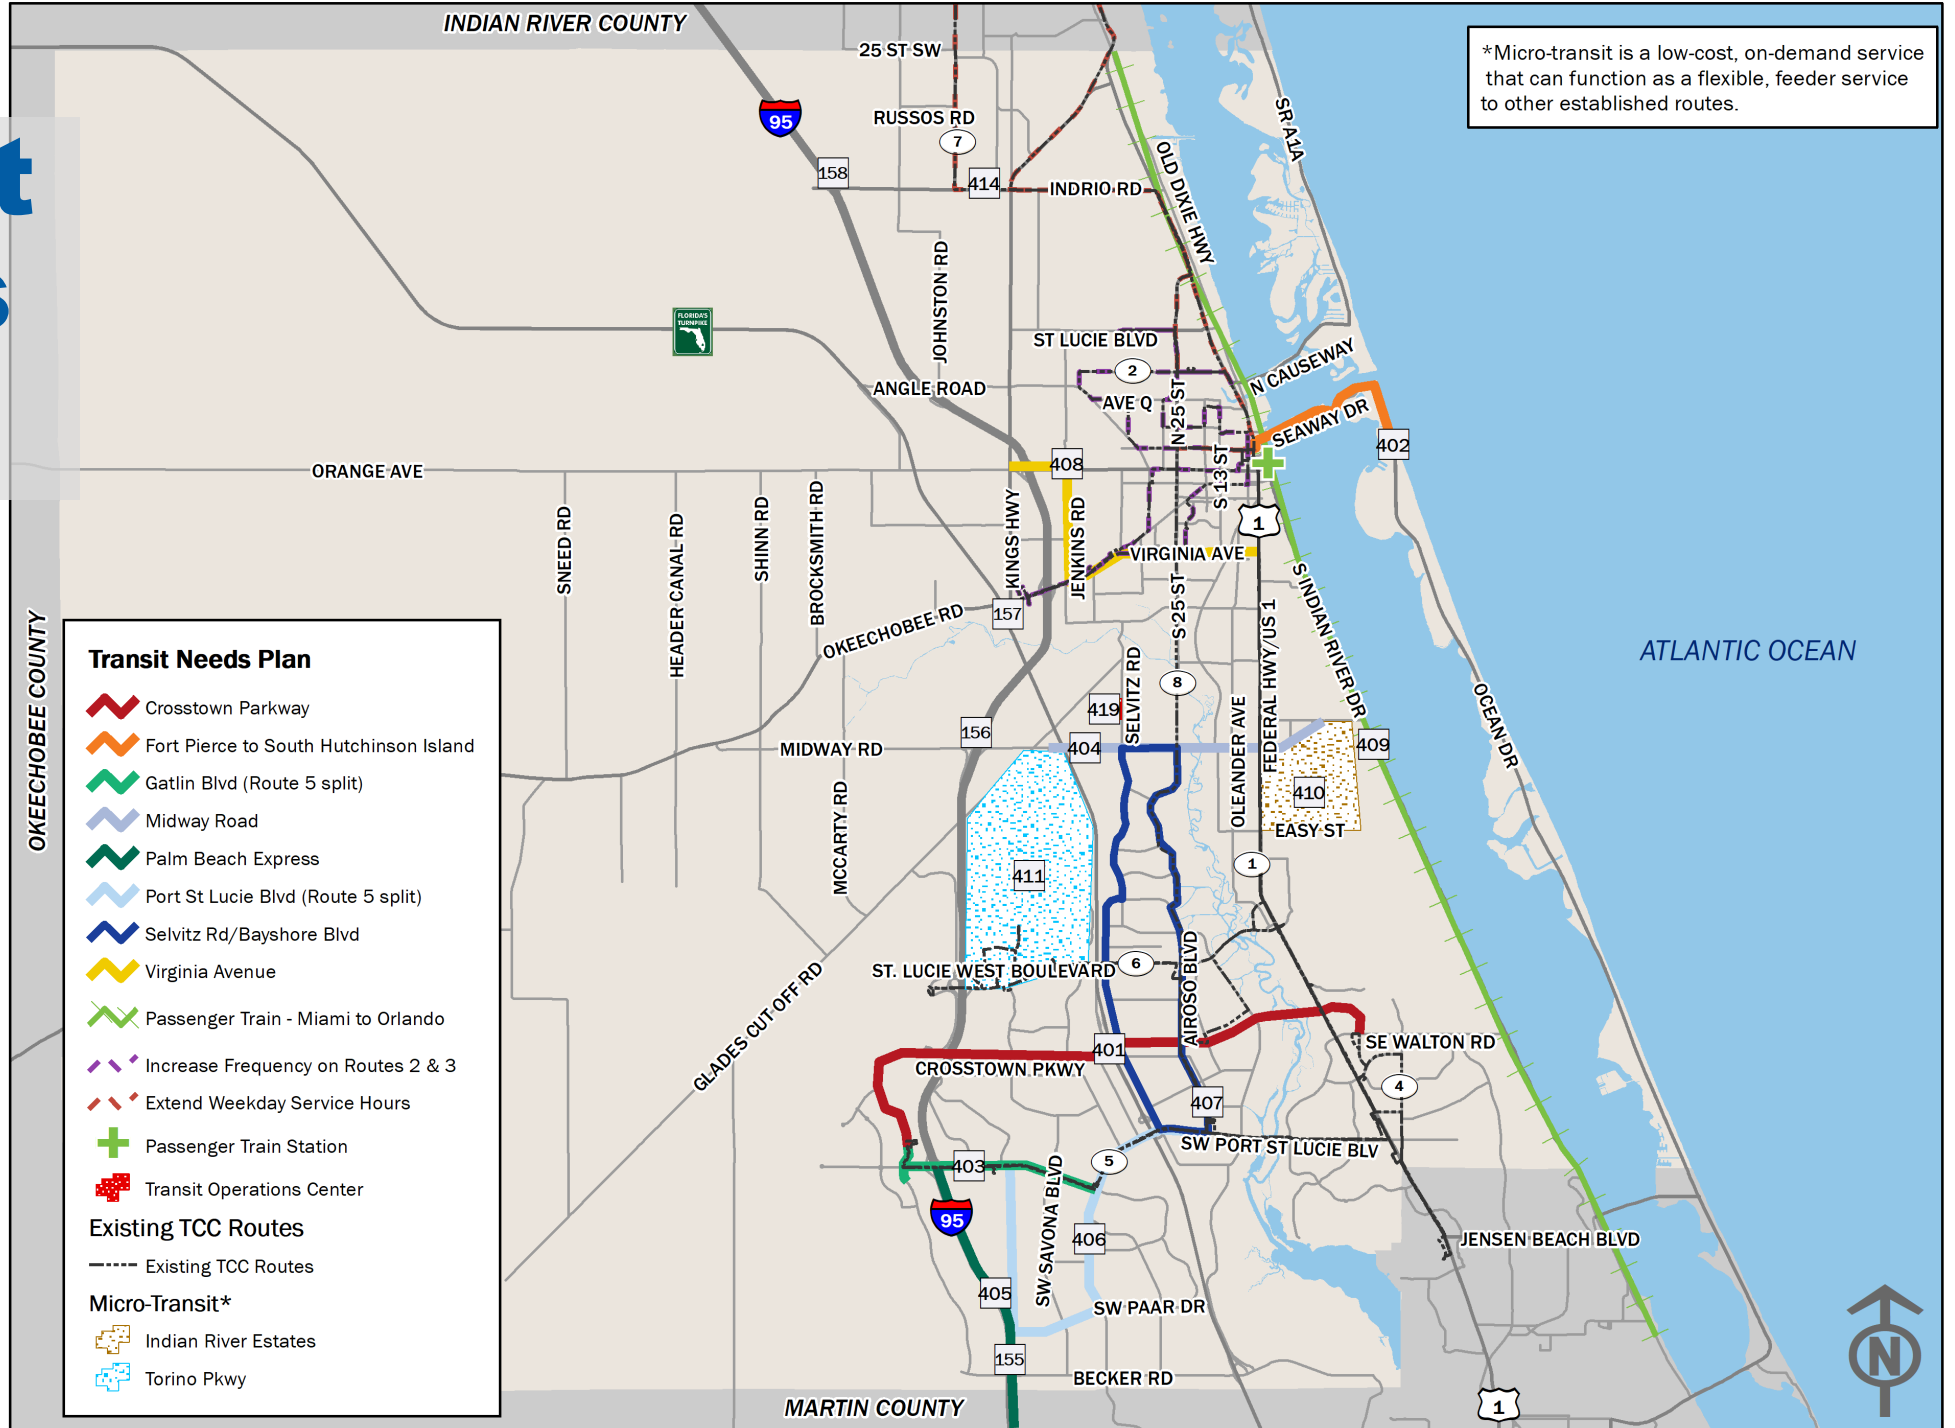 INDIAN RIVER COUNTY
25 ST SW
*Micro-transit is a low-cost, on-demand service
that can function as a flexible, feeder service
to other established routes.
95
RUSSOS RD
7
SR A1A
t
158
414
INDRIO RD
OLD DIXIE HWY
s
FLORIDA'S
TURNPIKE
JOHNSTON RD
ST LUCIE BLVD
N CAUSEWAY
2
ANGLE ROAD
AVE Q
N 25 ST
SEAWAY DR
402
ORANGE AVE
408
S 13 ST
SNEED RD
HEADER CANAL RD
SHINN RD
BROCKSMITH RD
KINGS HWY
JENKINS RD
1
VIRGINIA AVE
157
OKEECHOBEE RD
S 25 ST
S INDIAN RIVER DR
FEDERAL HWY/US 1
ATLANTIC OCEAN
OKEECHOBEE COUNTY
SELVITZ RD
8
419
OLEANDER AVE
OCEAN DR
156
MIDWAY RD
404
409
410
EASY ST
MCCARTY RD
1
411
ST. LUCIE WEST BOULEVARD
6
AIROSO BLVD
GLADES CUT OFF RD
401
SE WALTON RD
CROSSTOWN PKWY
4
407
SW PORT ST LUCIE BLV
403
5
SW SAVONA BLVD
95
406
JENSEN BEACH BLVD
405
SW PAAR DR
155
BECKER RD
MARTIN COUNTY
1
N
Transit Needs Plan
Crosstown Parkway
Fort Pierce to South Hutchinson Island
Gatlin Blvd (Route 5 split)
Midway Road
Palm Beach Express
Port St Lucie Blvd (Route 5 split)
Selvitz Rd/Bayshore Blvd
Virginia Avenue
Passenger Train - Miami to Orlando
Increase Frequency on Routes 2 & 3
Extend Weekday Service Hours
Passenger Train Station
Transit Operations Center
Existing TCC Routes
Existing TCC Routes
Micro-Transit*
Indian River Estates
Torino Pkwy